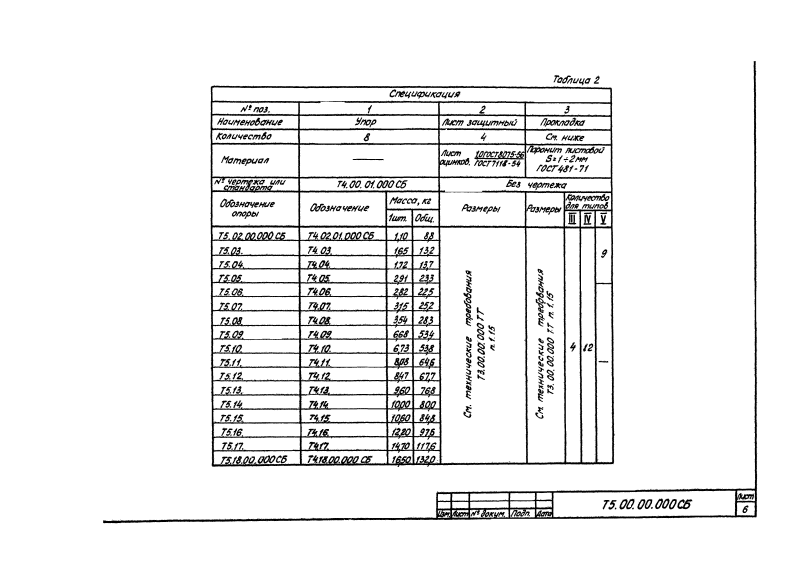 Таблица 2
Спецификация
№ поз. 1 2 3
Наименование Упор Лист защитный Прокладка
Количество 8 4 См. ниже
Материал — Лист оцинков. 1,0ГОСТ8075-56 ГОСТ7118-54 Паронит листовой S=1÷2мм ГОСТ 481-71
№ чертежа или стандарта Т4.00.01.000 СБ Без чертежа
Обозначение опоры Обозначение Масса, кг Размеры Размеры Количество для типов
1шт. Общ. III IV V
Т5.02.00.000 СБ Т4.02.01.000 СБ 1,10 8,8
Т5.03. Т4.03. 1,65 13,2
Т5.04. Т4.04. 1,72 13,7
Т5.05. Т4.05. 2,91 23,3
Т5.06. Т4.06. 2,82 22,5
Т5.07. Т4.07. 3,15 25,2
Т5.08. Т4.08. 3,54 28,3
Т5.09. Т4.09. 6,68 53,4
Т5.10. Т4.10. 6,73 53,8
Т5.11. Т4.11. 8,08 64,6
Т5.12. Т4.12. 8,47 67,7
Т5.13. Т4.13. 9,60 76,8
Т5.14. Т4.14. 10,00 80,0
Т5.15. Т4.15. 10,60 84,8
Т5.16. Т4.16. 12,20 97,6
Т5.17. Т4.17. 14,70 117,6
Т5.18.00.000 СБ Т4.18.00.000 СБ 16,50 132,0
См. технические требования
Т3.00.00.000 ТТ
п.1.15
См. технические требования
Т3.00.00.000 ТТ п.1.15
4 12 9 —
Изм Лист № докум. Подп. Дата
Т5.00.00.000 СБ
Лист
6